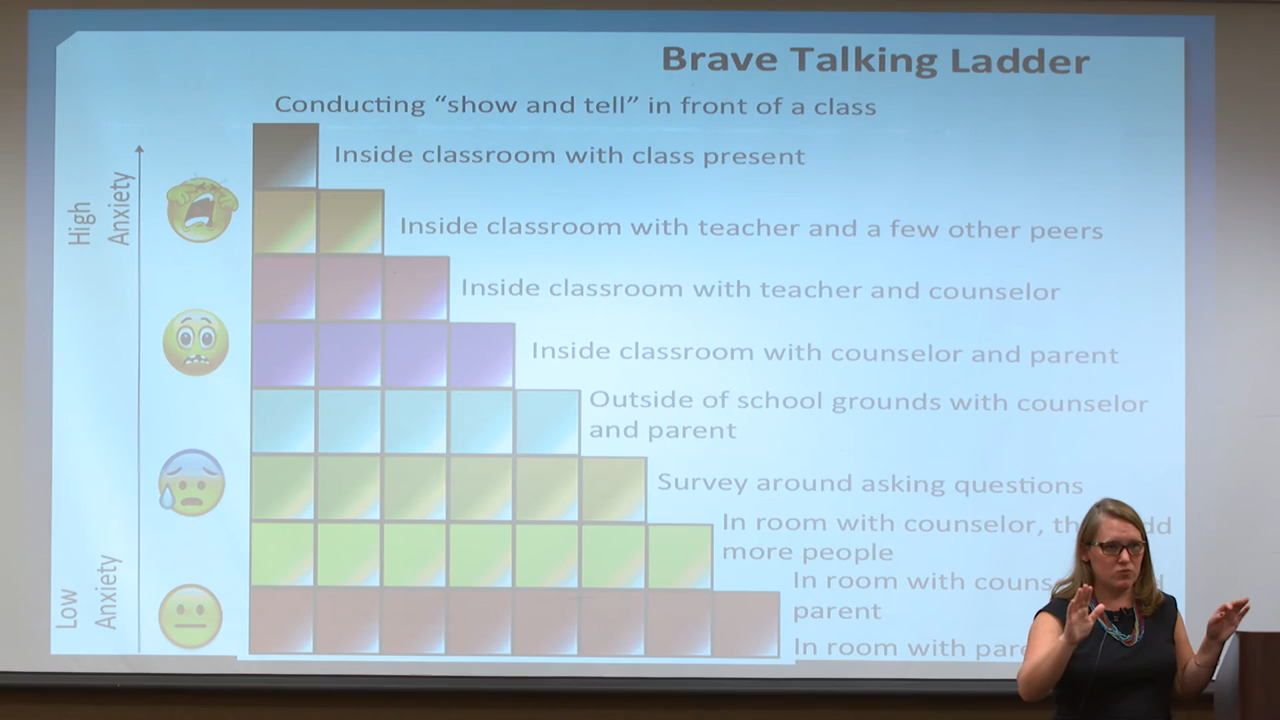 Brave Talking Ladder
Conducting “show and tell” in front of a class
Inside classroom with class present
Inside classroom with teacher and a few other peers
Inside classroom with teacher and counselor
Inside classroom with counselor and parent
Outside of school grounds with counselor
and parent
Survey around asking questions
In room with counselor,
more people
In room with
parent
In room with
High
Anxiety
Low
Anxiety